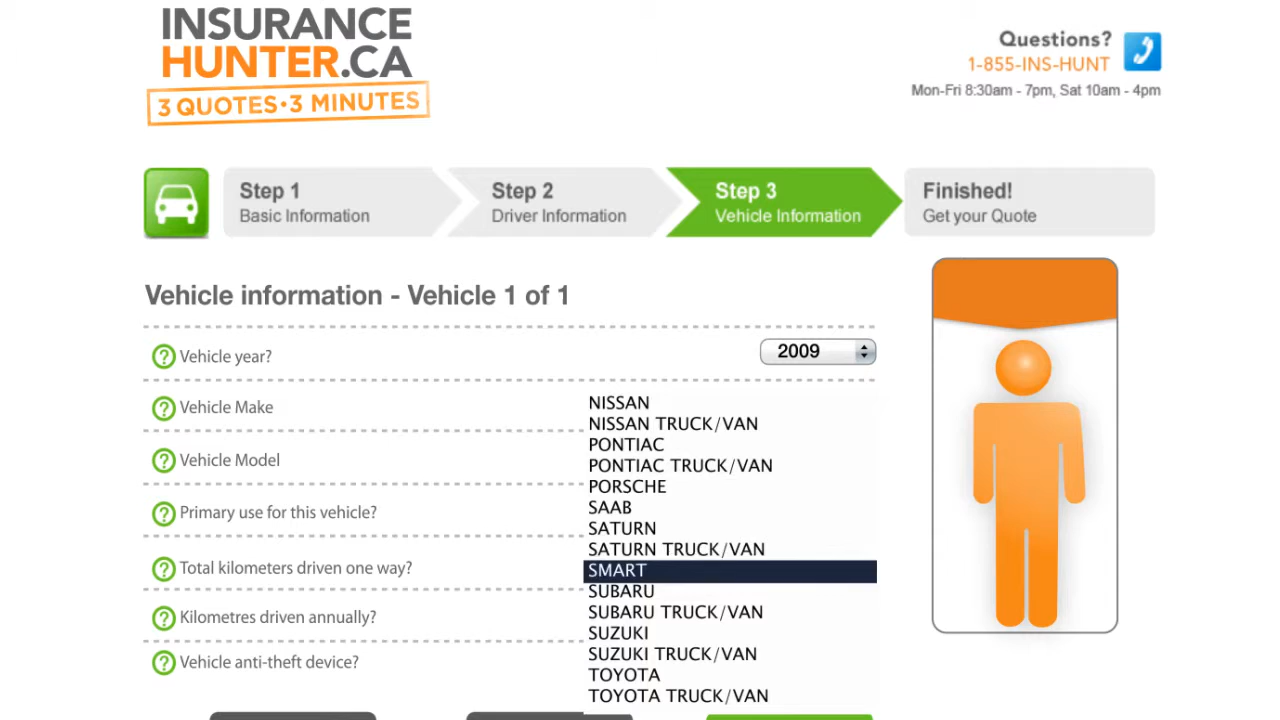 INSURANCE
HUNTER.CA
3 QUOTES•3 MINUTES
Questions?
1-855-INS-HUNT
Mon-Fri 8:30am - 7pm, Sat 10am - 4pm
Step 1
Basic Information
Step 2
Driver Information
Step 3
Vehicle Information
Finished!
Get your Quote
Vehicle information - Vehicle 1 of 1
? Vehicle year?
2009
? Vehicle Make
? Vehicle Model
? Primary use for this vehicle?
? Total kilometers driven one way?
? Kilometres driven annually?
? Vehicle anti-theft device?
NISSAN
NISSAN TRUCK/VAN
PONTIAC
PONTIAC TRUCK/VAN
PORSCHE
SAAB
SATURN
SATURN TRUCK/VAN
SMART
SUBARU
SUBARU TRUCK/VAN
SUZUKI
SUZUKI TRUCK/VAN
TOYOTA
TOYOTA TRUCK/VAN